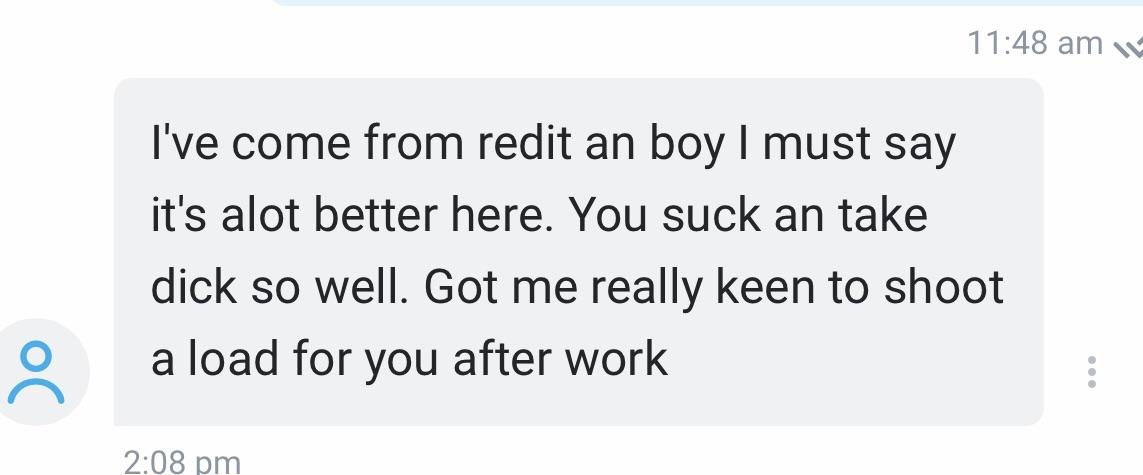 11:48 am
I've come from redit an boy I must say
it's alot better here. You suck an take
dick so well. Got me really keen to shoot
a load for you after work
2:08 pm